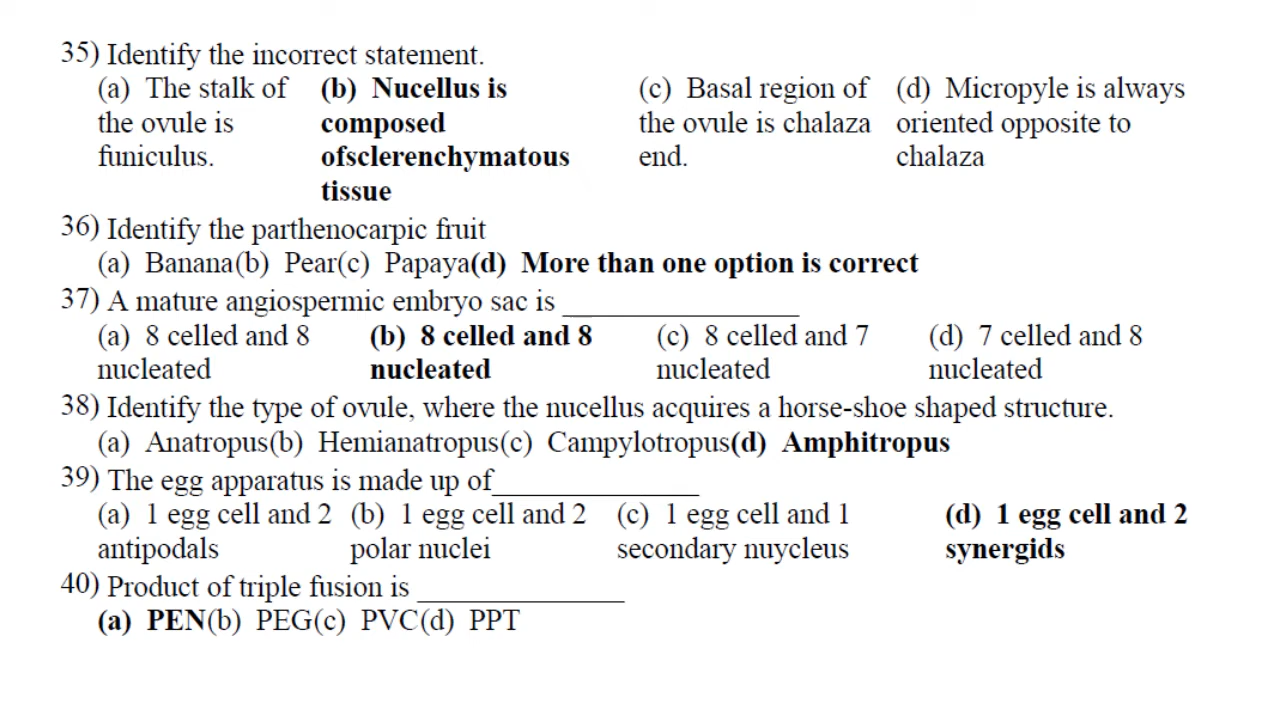 35) Identify the incorrect statement.
(a) The stalk of the ovule is funiculus.
(b) Nucellus is composed ofsclerenchymatous tissue
(c) Basal region of the ovule is chalaza end.
(d) Micropyle is always oriented opposite to chalaza
36) Identify the parthenocarpic fruit
(a) Banana(b) Pear(c) Papaya(d) More than one option is correct
37) A mature angiospermic embryo sac is _________________
(a) 8 celled and 8 nucleated
(b) 8 celled and 8 nucleated
(c) 8 celled and 7 nucleated
(d) 7 celled and 8 nucleated
38) Identify the type of ovule, where the nucellus acquires a horse-shoe shaped structure.
(a) Anatropus(b) Hemianatropus(c) Campylotropus(d) Amphitropus
39) The egg apparatus is made up of_______________
(a) 1 egg cell and 2 antipodals
(b) 1 egg cell and 2 polar nuclei
(c) 1 egg cell and 1 secondary nuycleus
(d) 1 egg cell and 2 synergids
40) Product of triple fusion is _______________
(a) PEN(b) PEG(c) PVC(d) PPT